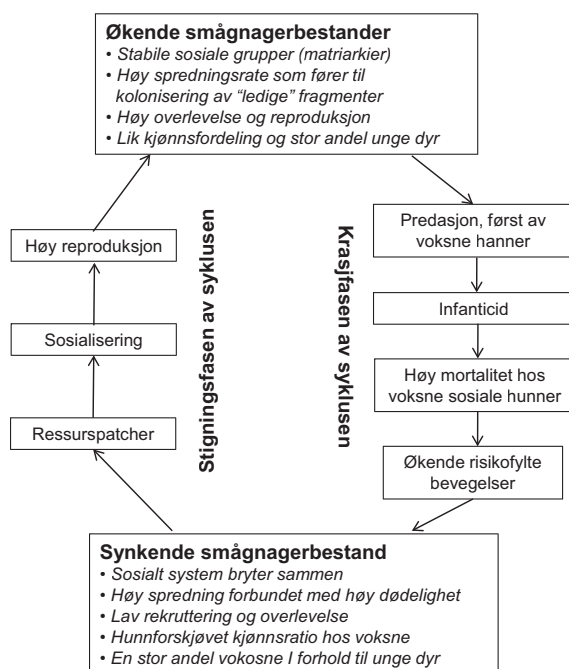 Økende smågnagerbestander
• Stabile sosiale grupper (matriarkier)
• Høy spredningsrate som fører til
kolonisering av “ledige” fragmenter
• Høy overlevelse og reproduksjon
• Lik kjønnsfordeling og stor andel unge dyr
Predasjon, først av
voksne hanner
Infanticid
Høy mortalitet hos
voksne sosiale hunner
Økende risikofylte
bevegelser
Krasjfasen av syklusen
Stigningsfasen av syklusen
Høy reproduksjon
Sosialisering
Ressurspatcher
Synkende smågnagerbestand
• Sosialt system bryter sammen
• Høy spredning forbundet med høy dødelighet
• Lav rekruttering og overlevelse
• Hunnforskjøvet kjønnsratio hos voksne
• En stor andel vokosne I forhold til unge dyr